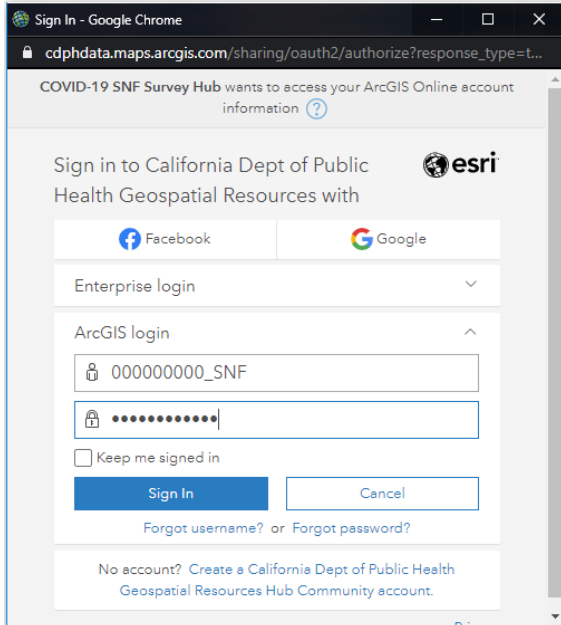 Sign In - Google Chrome
cdphdata.maps.arcgis.com/sharing/oauth2/authorize?response_type=t...
COVID-19 SNF Survey Hub wants to access your ArcGIS Online account
information ?
Sign in to California Dept of Public
Health Geospatial Resources with
esri
Facebook
Google
Enterprise login
ArcGIS login
000000000_SNF
••••••••••••
Keep me signed in
Sign In
Cancel
Forgot username? or Forgot password?
No account? Create a California Dept of Public Health
Geospatial Resources Hub Community account.